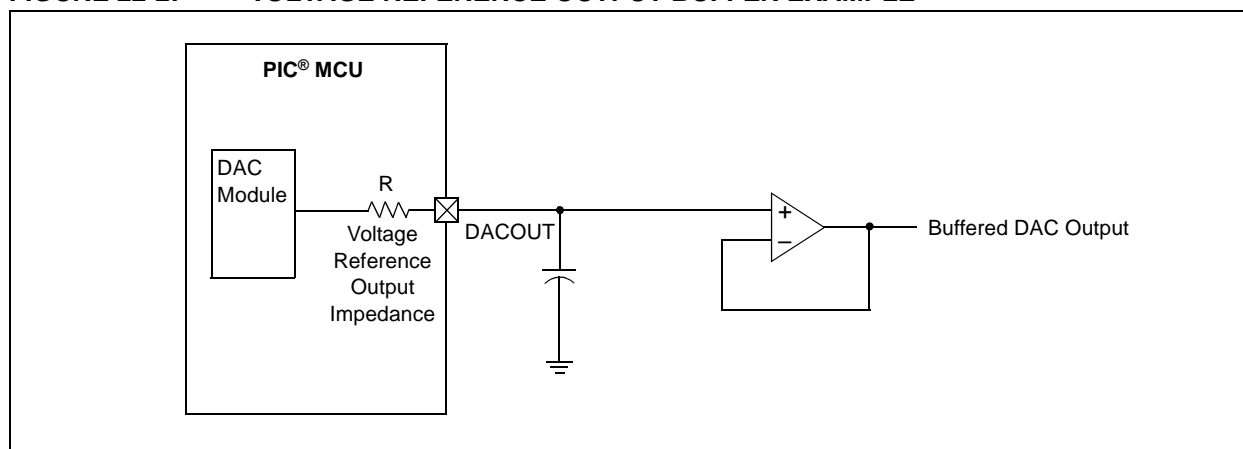 PIC® MCU
DAC
Module
R
DACOUT
Voltage
Reference
Output
Impedance
+
–
Buffered DAC Output